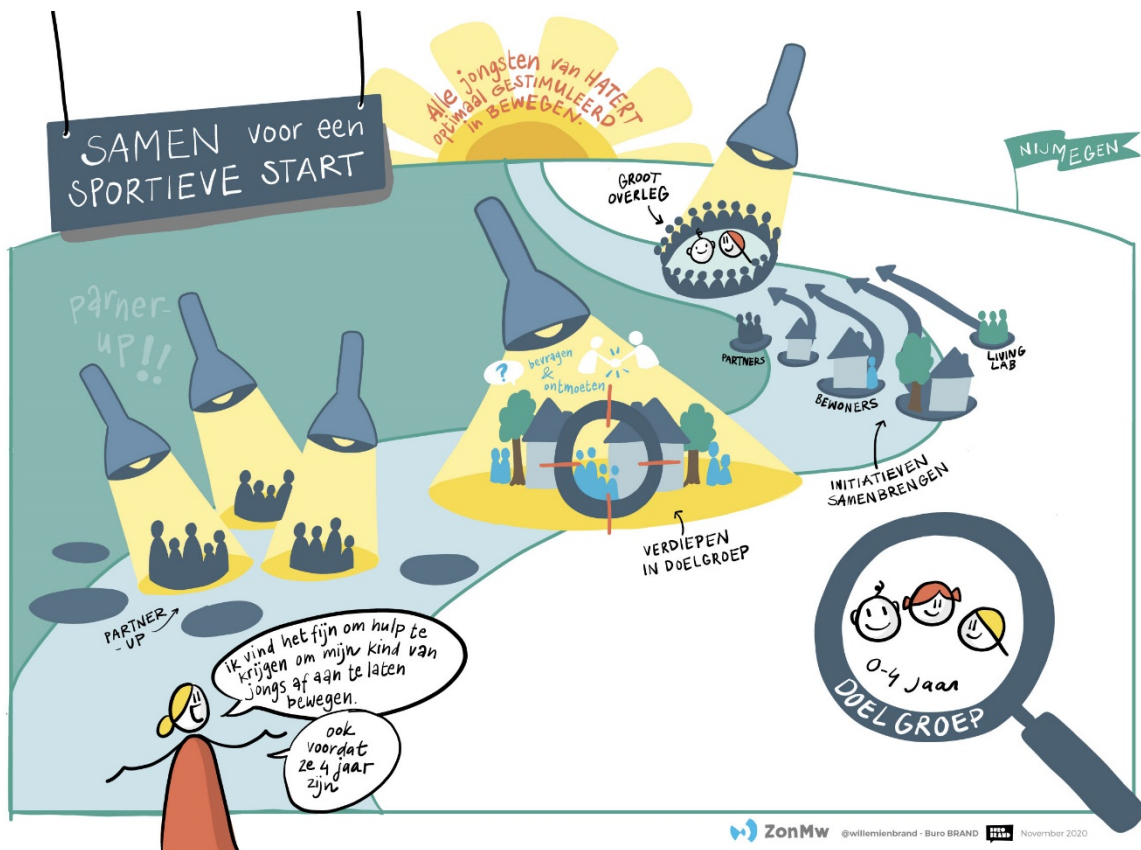 SAMEN voor een
SPORTIEVE START
Alle jongsten van HATERT
optimaal GESTIMULEERD
in BEWEGEN.
NIJMEGEN
GROOT
OVERLEG
parner-
up!!
?
bevragen
&
ontmoeten
PARTNERS
BEWONERS
LIVING
LAB
INITIATIEVEN
SAMENBRENGEN
VERDIEPEN
IN DOELGROEP
PARTNER
-UP
ik vind het fijn om hulp te
krijgen om mijn kind van
jongs af aan te laten
bewegen.
ook
voordat
ze 4 jaar
zijn
0-4 jaar
DOELGROEP
ZonMw @willemienbrand - Buro BRAND BURO BRAND November 2020